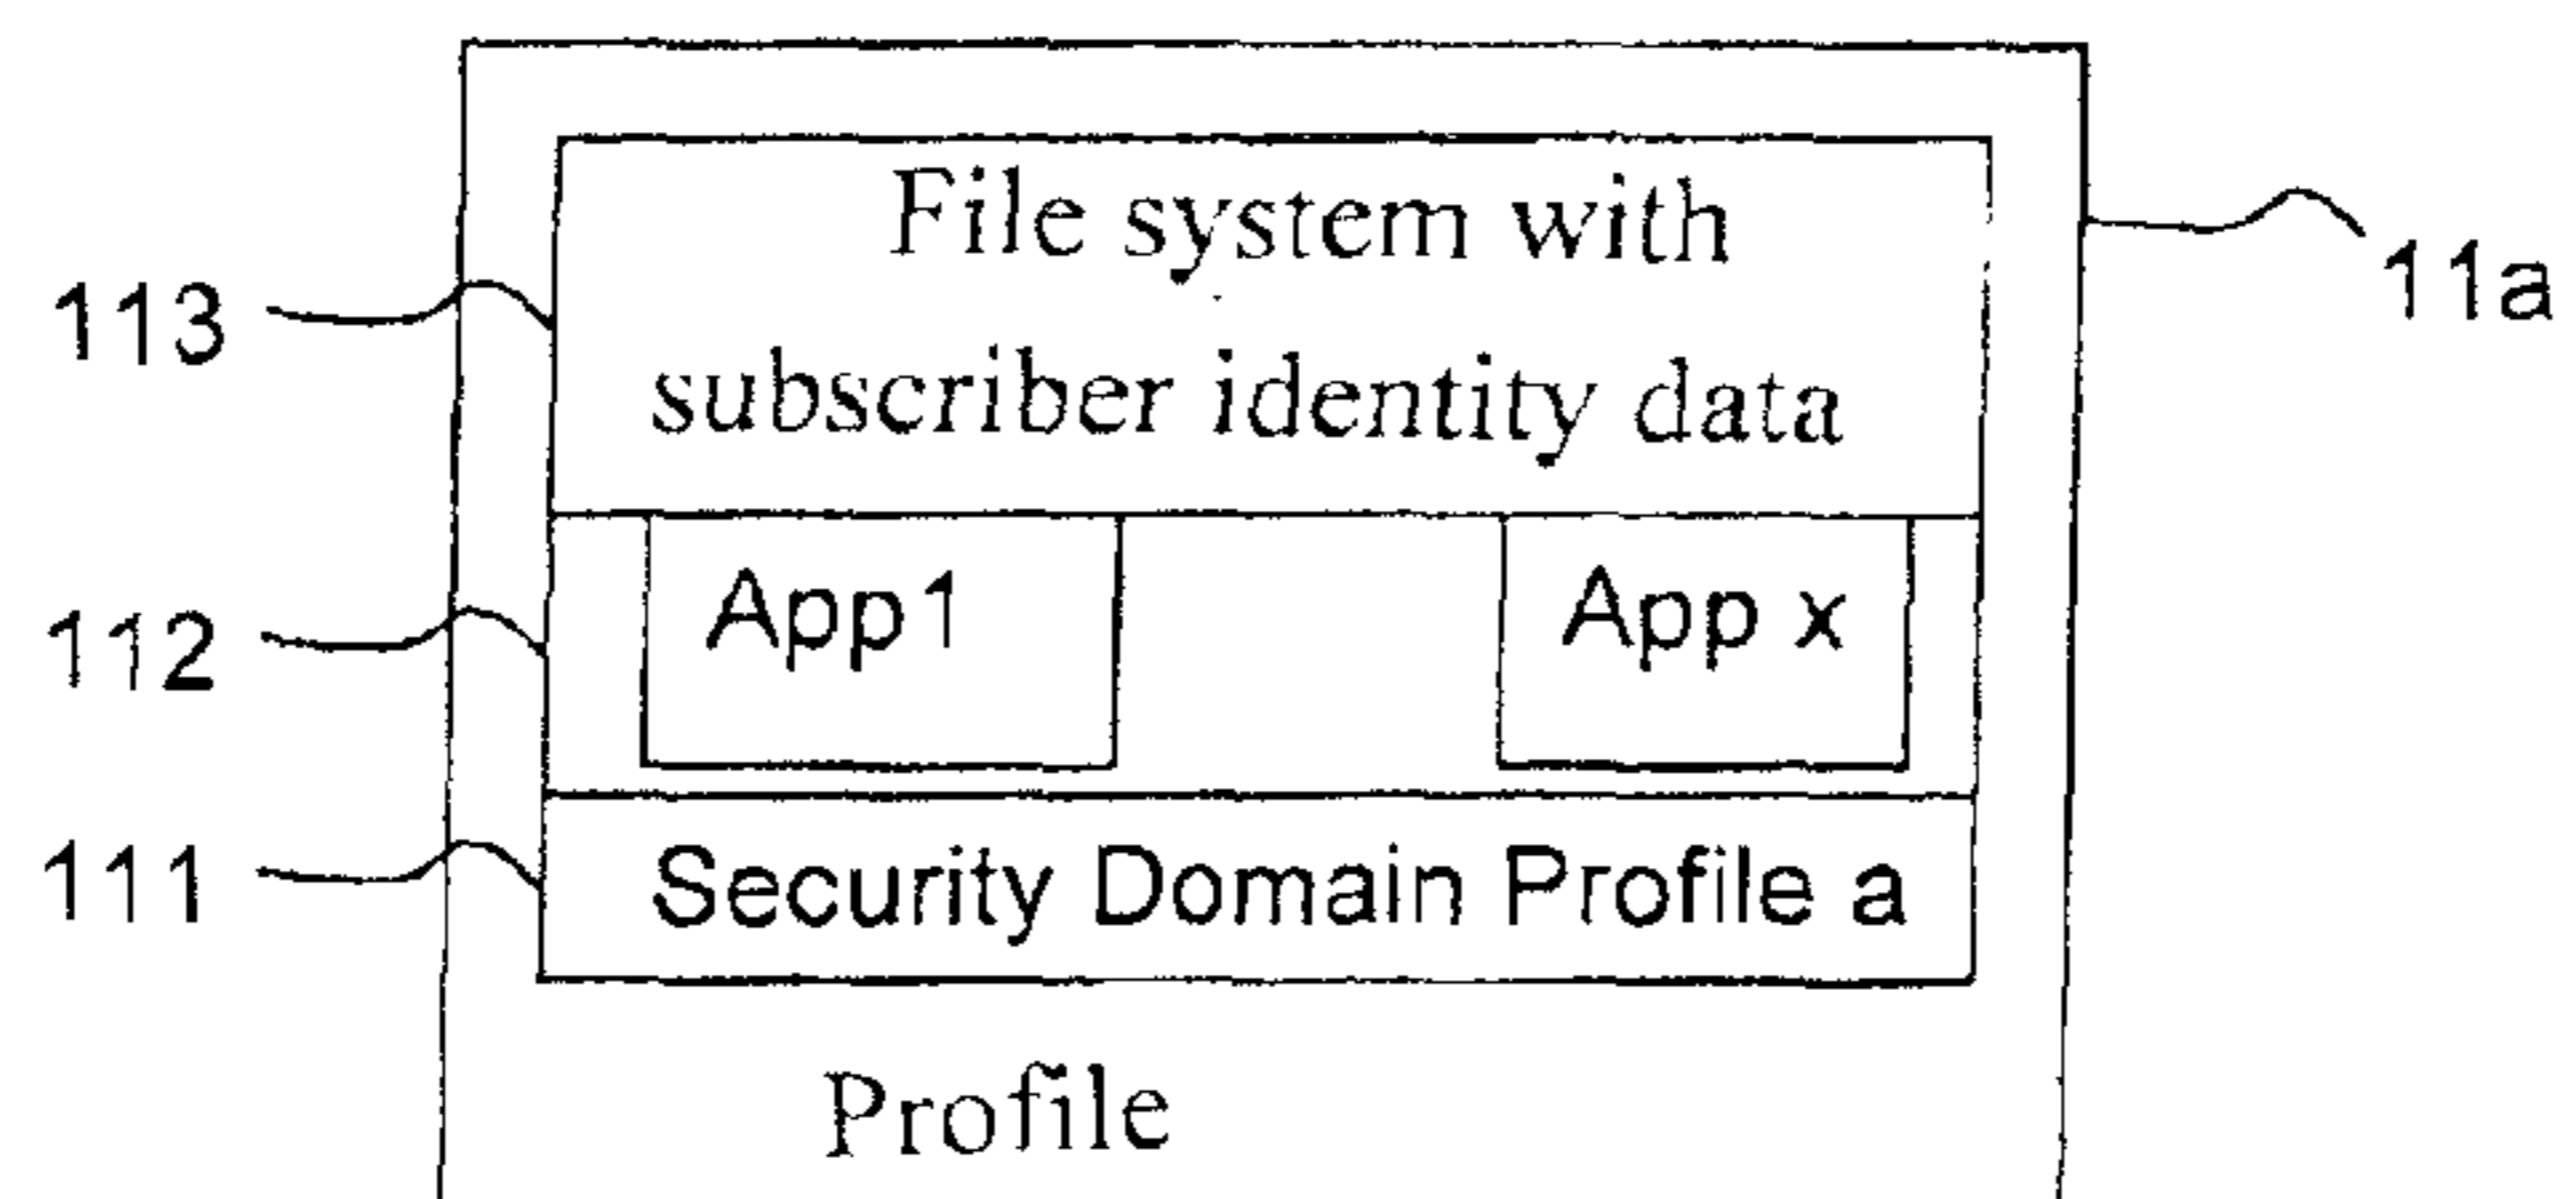 File system with
113
11a
subscriber identity data
App1
App x
112
111
Security Domain Profile a
Profile